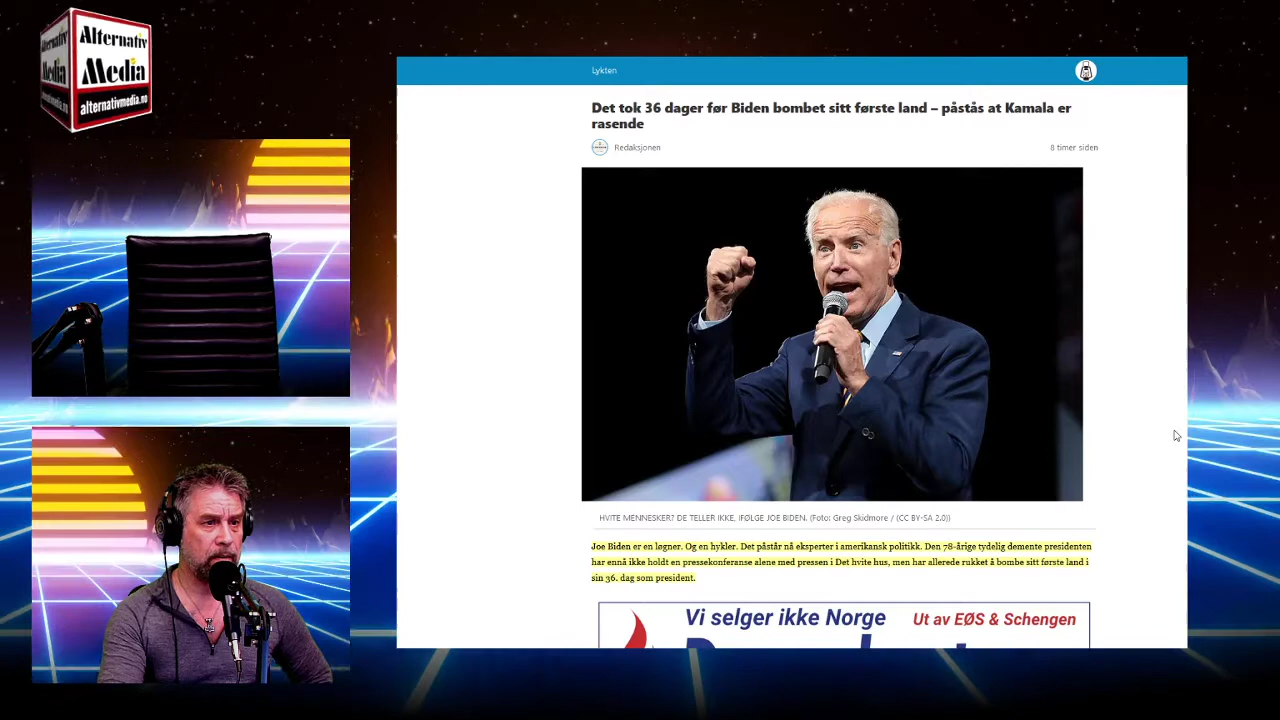 Alternativ
Media
alternativmedia.no
Alternativ
Media
Lykten
Det tok 36 dager før Biden bombet sitt første land – påstås at Kamala er
rasende
Redaksjonen
8 timer siden
HVITE MENNESKER? DE TELLER IKKE, IFØLGE JOE BIDEN. (Foto: Greg Skidmore / (CC BY-SA 2.0))
Joe Biden er en løgner. Og en hykler. Det påstår nå eksperter i amerikansk politikk. Den 78-årige tydelig demente presidenten
har ennå ikke holdt en pressekonferanse alene med pressen i Det hvite hus, men har allerede rukket å bombe sitt første land i
sin 36. dag som president.
Vi selger ikke Norge
Ut av EØS & Schengen